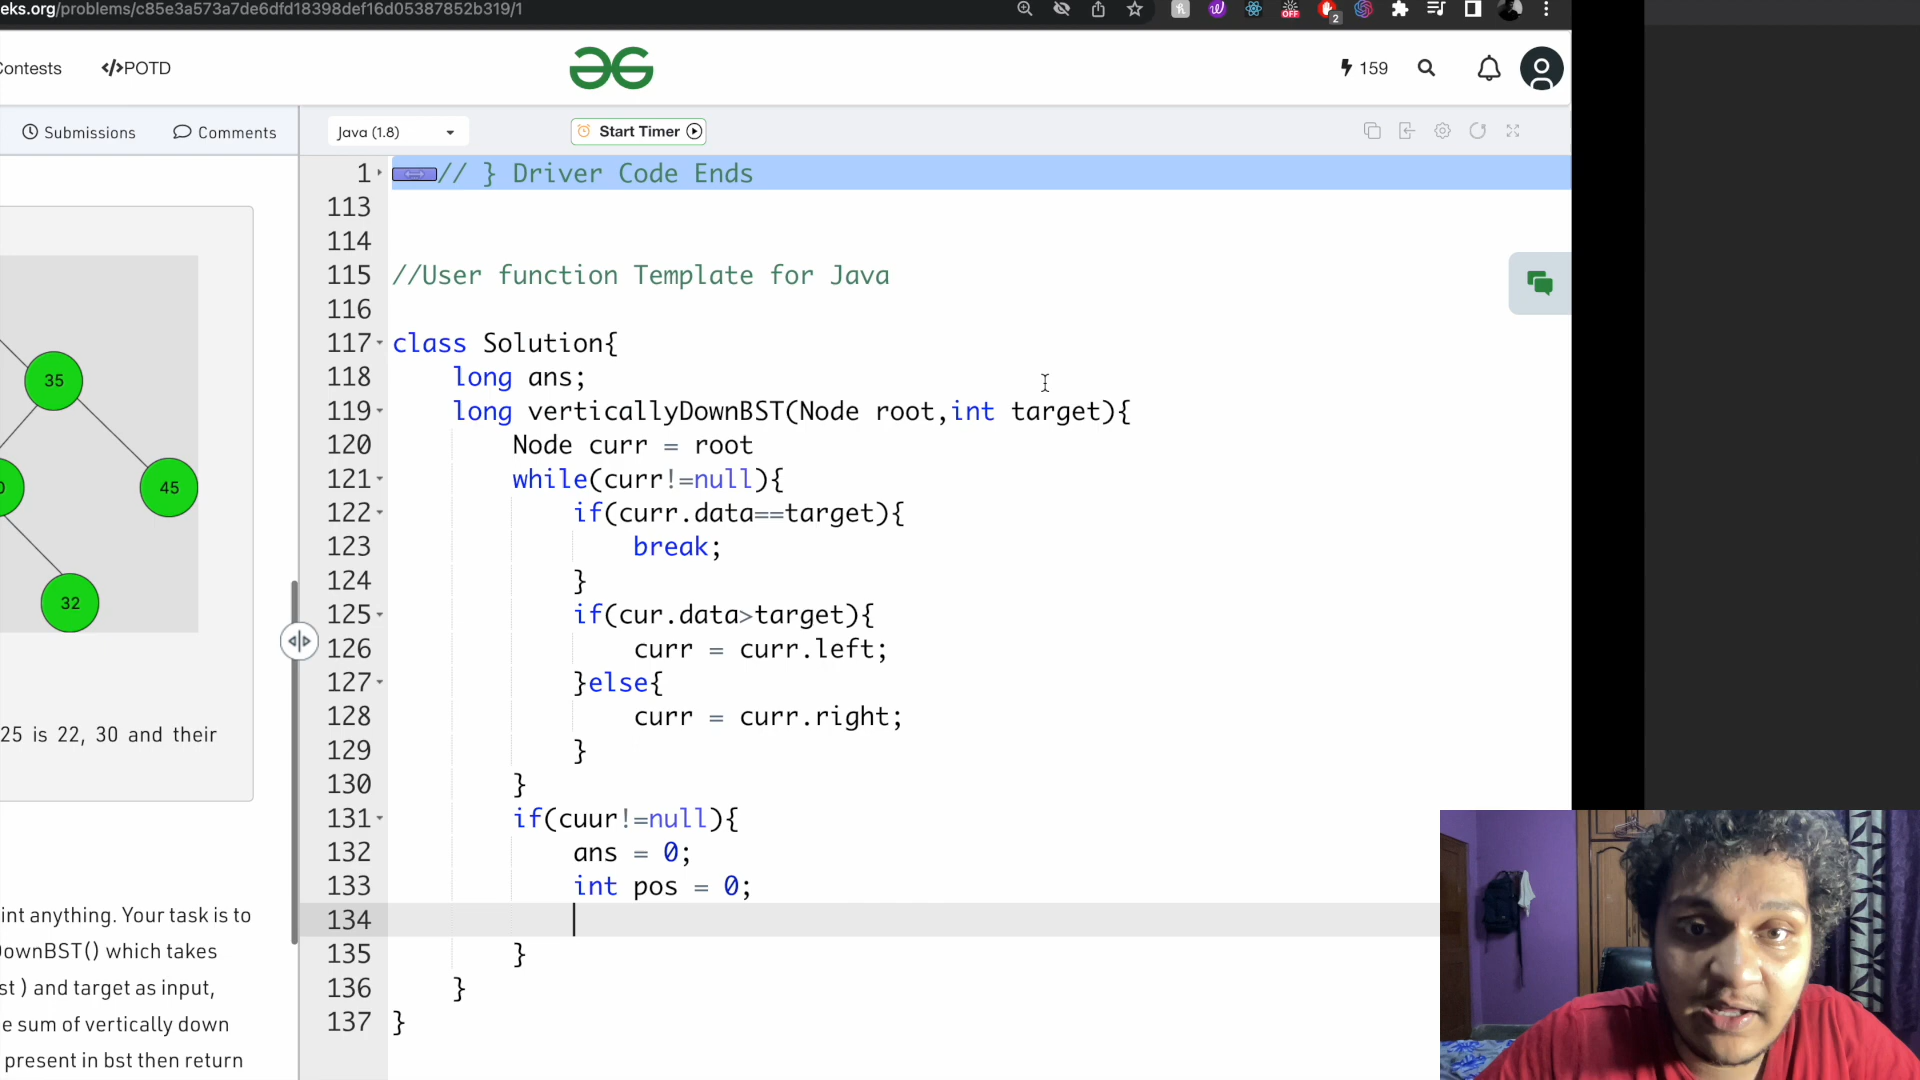 eks.org/problems/c85e3a573a7de6dfd18398def16d05387852b319/1
OFF
2
Contests
</>POTD
159
Submissions
Comments
Java (1.8)
Start Timer
1 // } Driver Code Ends
113
114
115 //User function Template for Java
116
117 class Solution{
118 long ans;
119 long verticallyDownBST(Node root,int target){
120 Node curr = root
121 while(curr!=null){
122 if(curr.data==target){
123 break;
124 }
125 if(cur.data>target){
126 curr = curr.left;
127 }else{
128 curr = curr.right;
129 }
130 }
131 if(cuur!=null){
132 ans = 0;
133 int pos = 0;
134
135 }
136 }
137 }
35
0
45
32
25 is 22, 30 and their
int anything. Your task is to
DownBST() which takes
st ) and target as input,
e sum of vertically down
present in bst then return